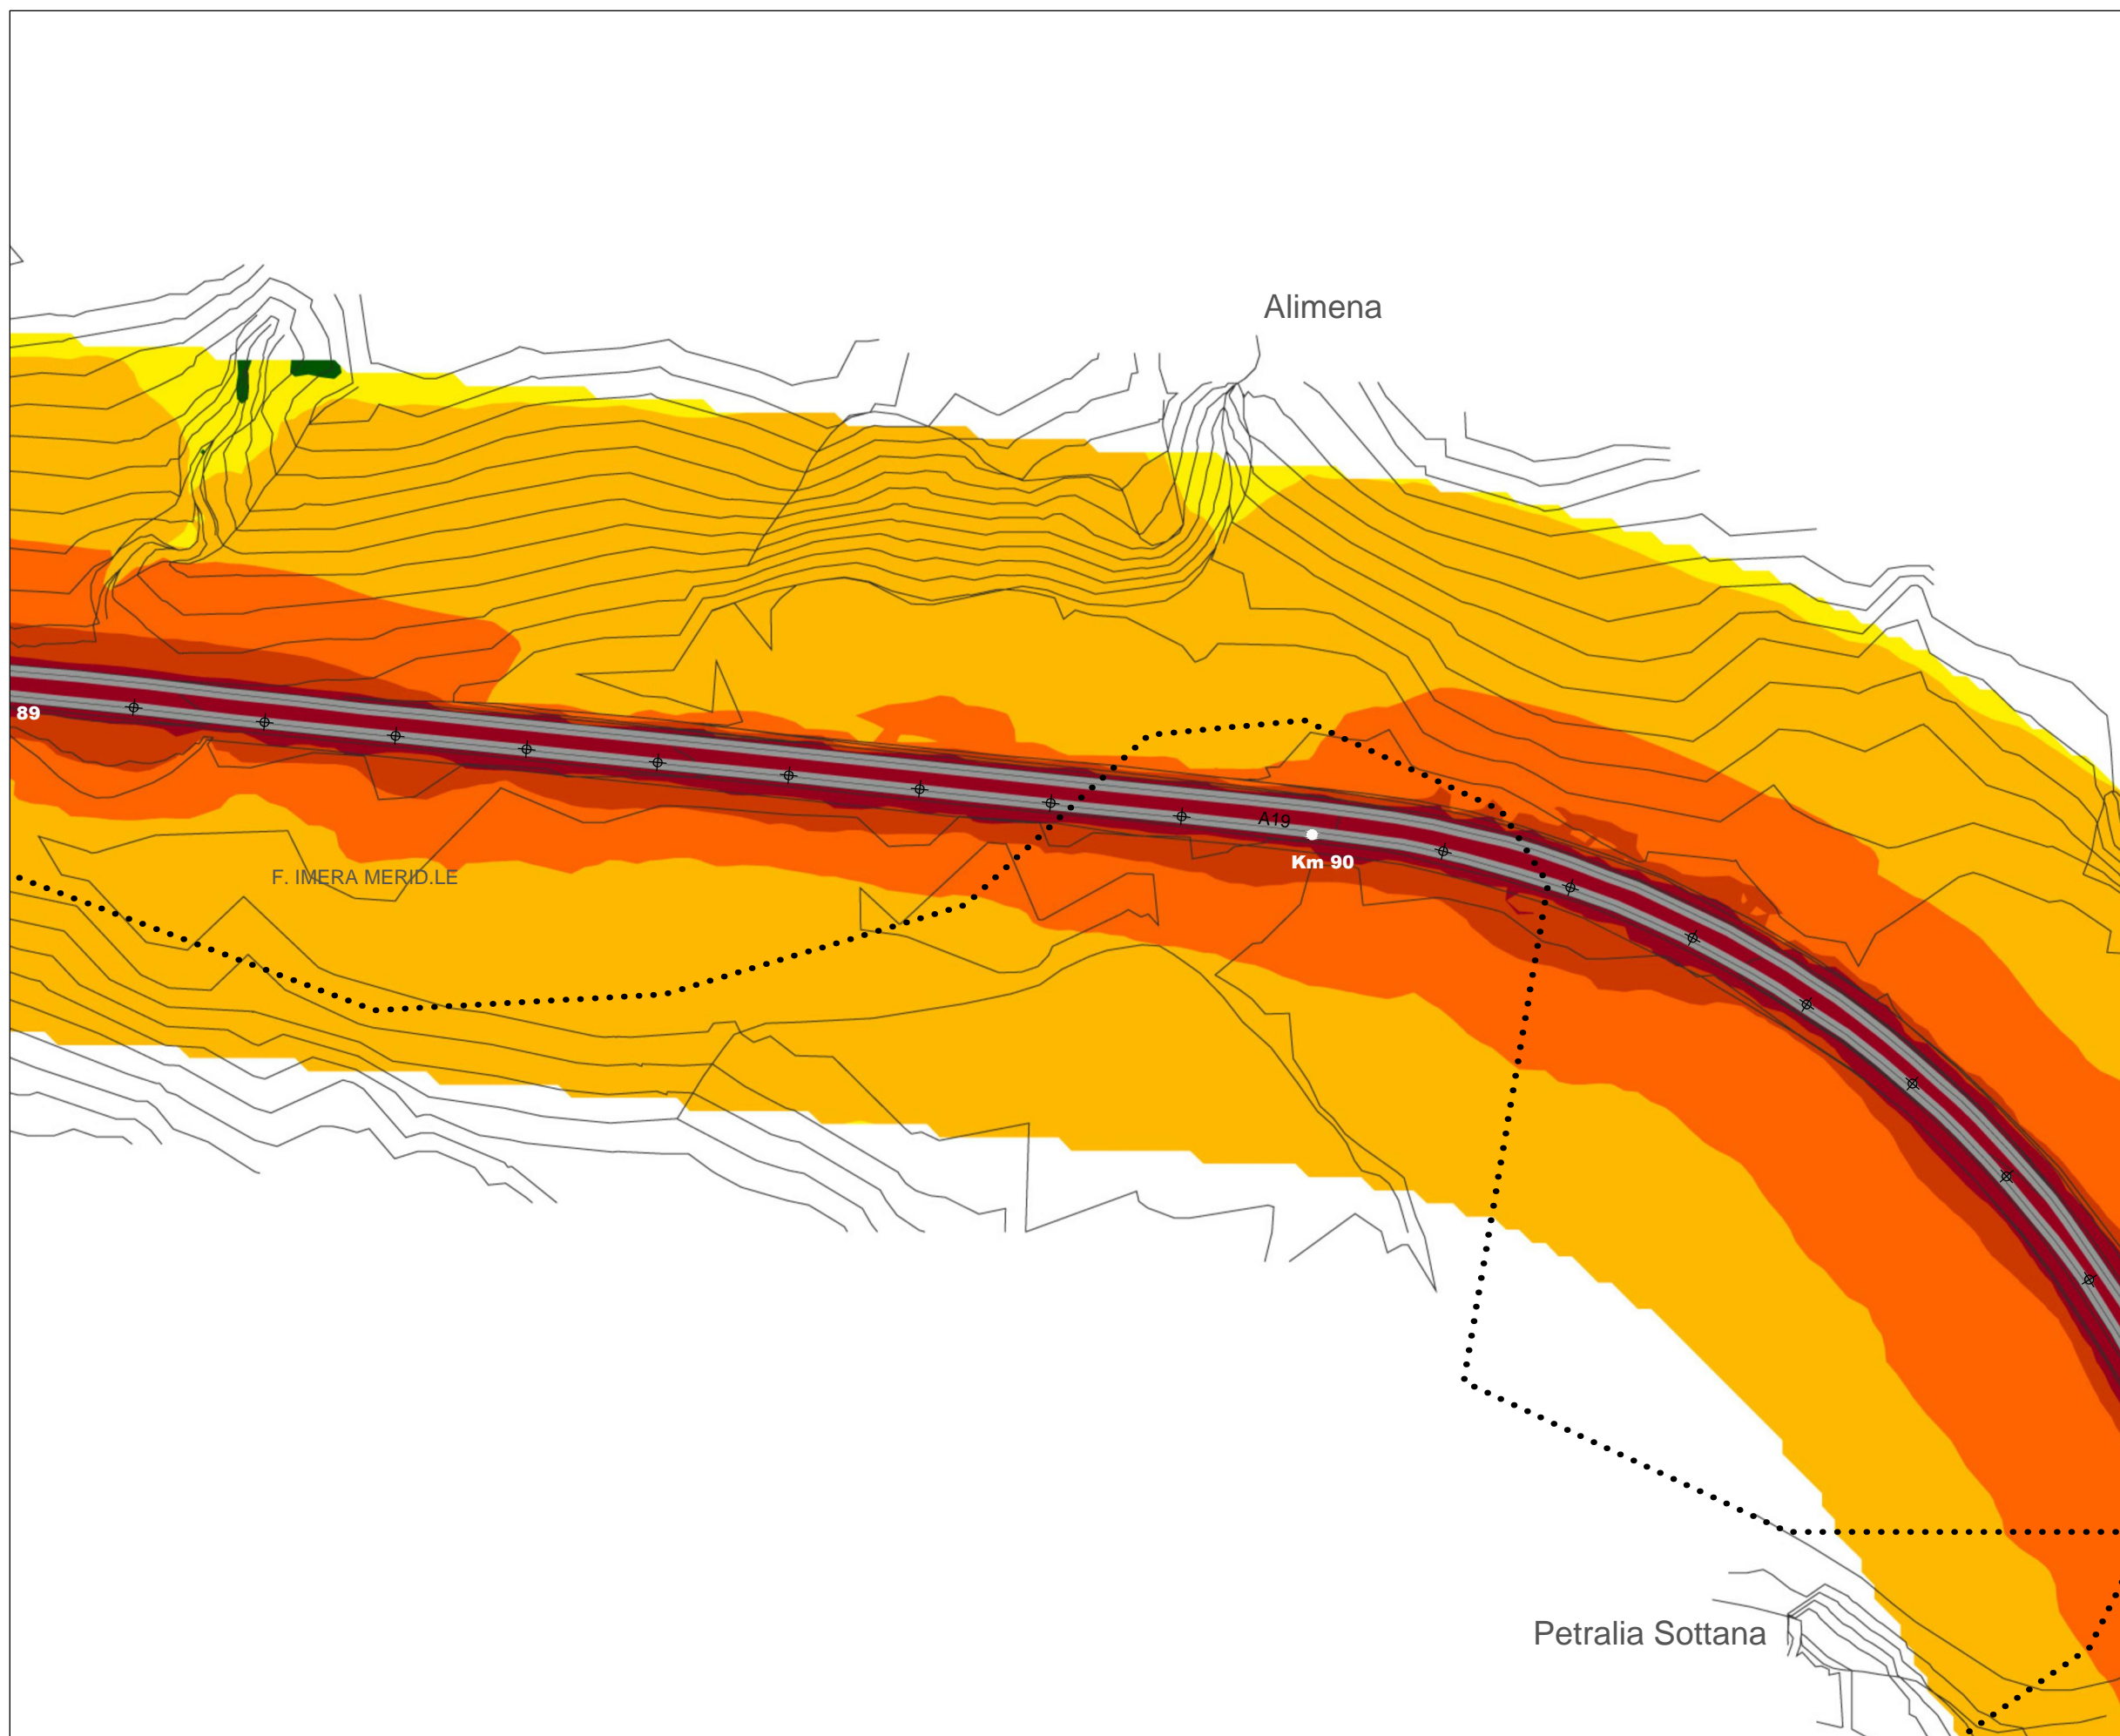 Alimena
89
A19
Km 90
F. IMERA MERID.LE
Petralia Sottana